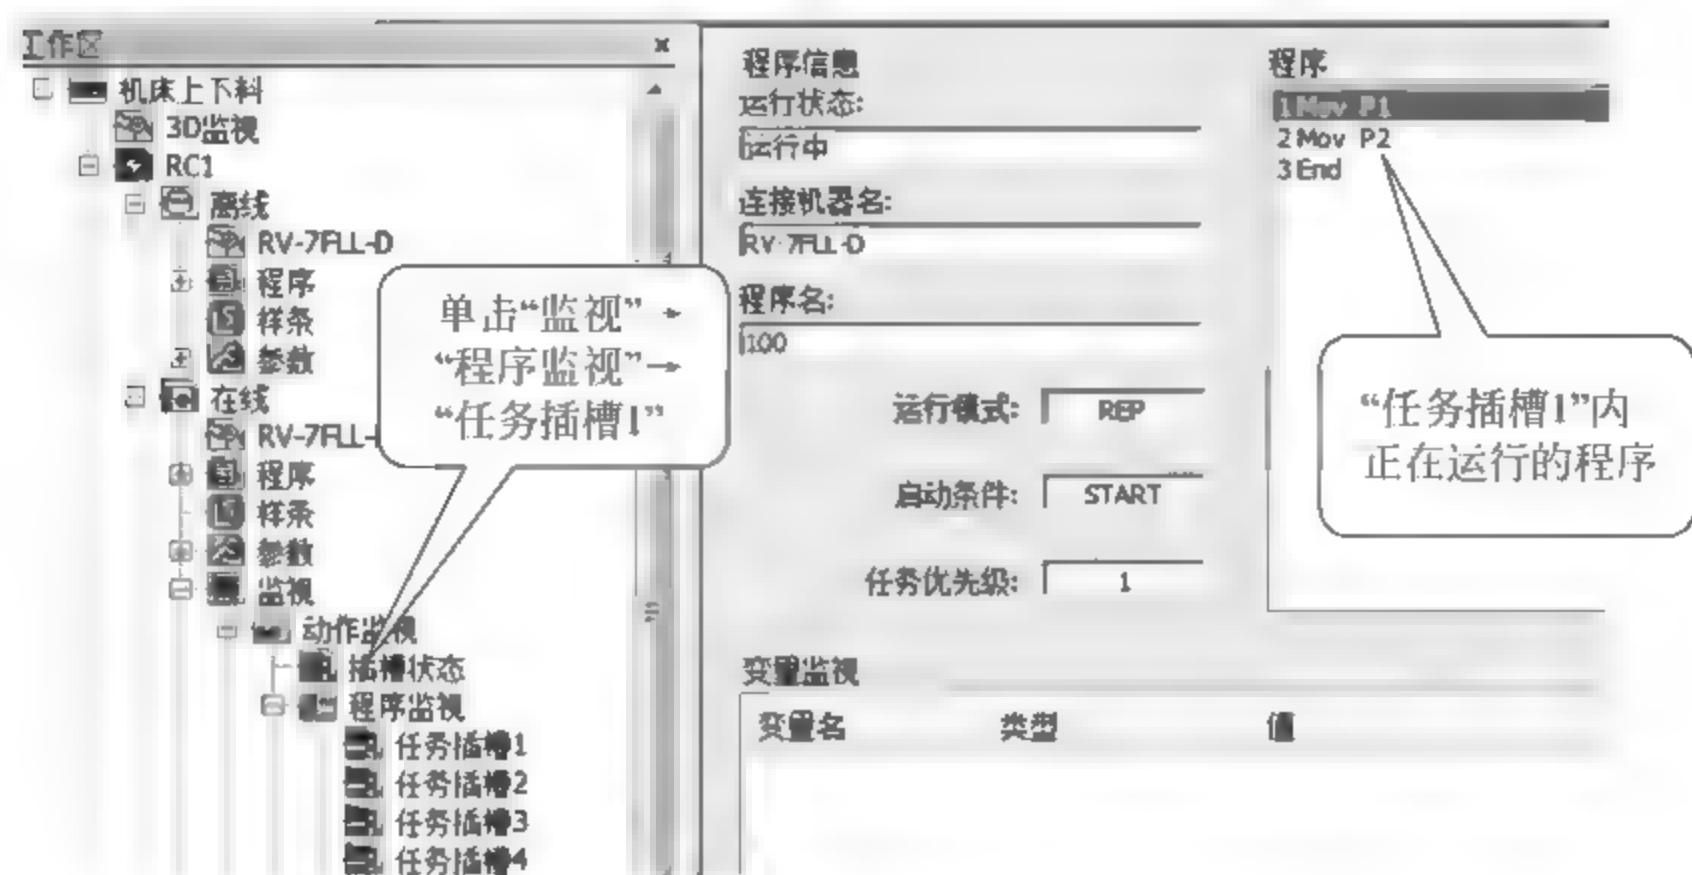 工作区
机床上下料
3D监视
RC1
离线
RV-7FLL-D
程序
样条
参数
在线
RV-7FLL-
程序
样条
参数
监视
动作监视
插槽状态
程序监视
任务插槽1
任务插槽2
任务插槽3
任务插槽4
单击“监视”→
“程序监视”→
“任务插槽1”
程序信息
运行状态:
运行中
连接机器名:
RV-7FLL-D
程序名:
100
运行模式: REP
启动条件: START
任务优先级: 1
程序
1 Mov P1
2 Mov P2
3 End
“任务插槽1”内
正在运行的程序
变量监视
变量名 类型 值